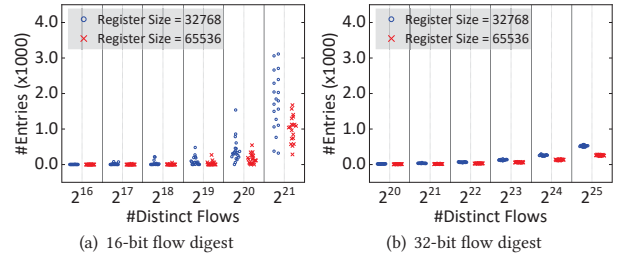 #Entries (x1000)
4.0
3.0
2.0
1.0
0.0
Register Size = 32768
Register Size = 65536
2^16 2^17 2^18 2^19 2^20 2^21
#Distinct Flows
(a) 16-bit flow digest
#Entries (x1000)
4.0
3.0
2.0
1.0
0.0
Register Size = 32768
Register Size = 65536
2^20 2^21 2^22 2^23 2^24 2^25
#Distinct Flows
(b) 32-bit flow digest